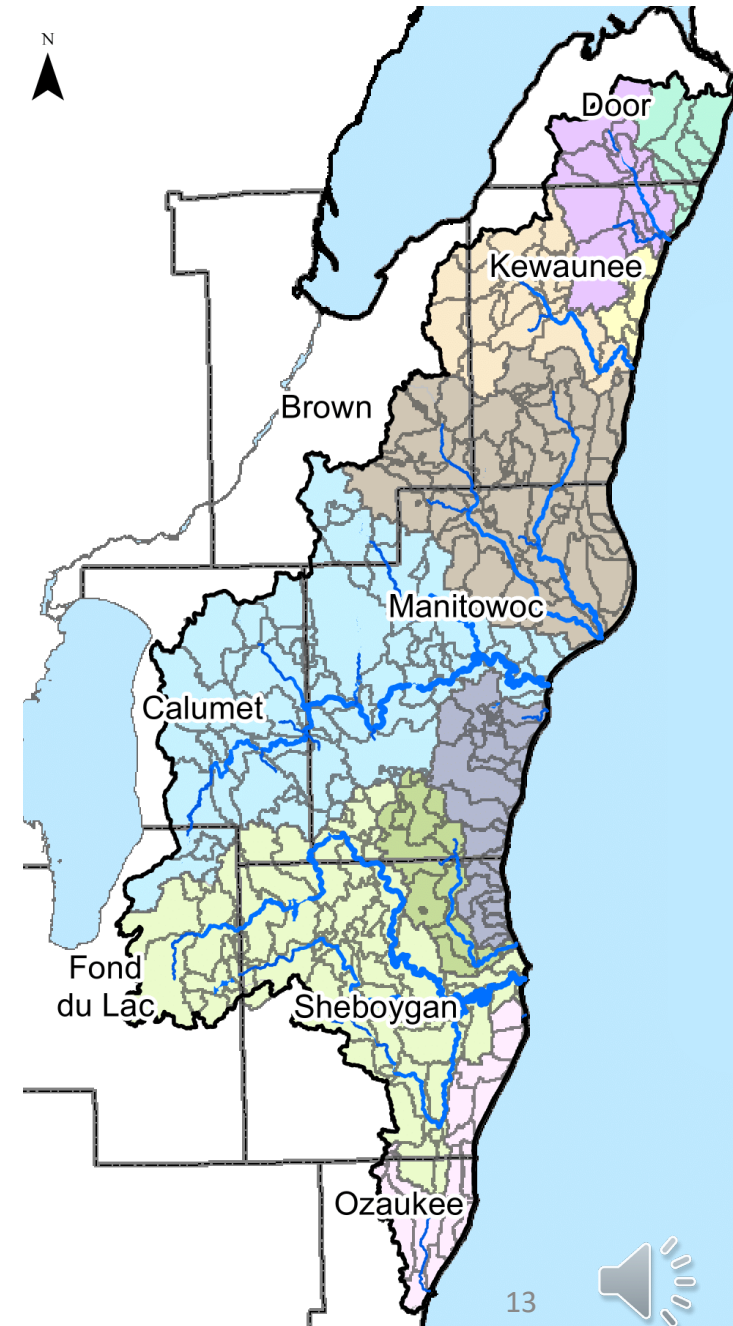 N
Door
Kewaunee
Brown
Manitowoc
Calumet
Fond
du Lac
Sheboygan
Ozaukee
13